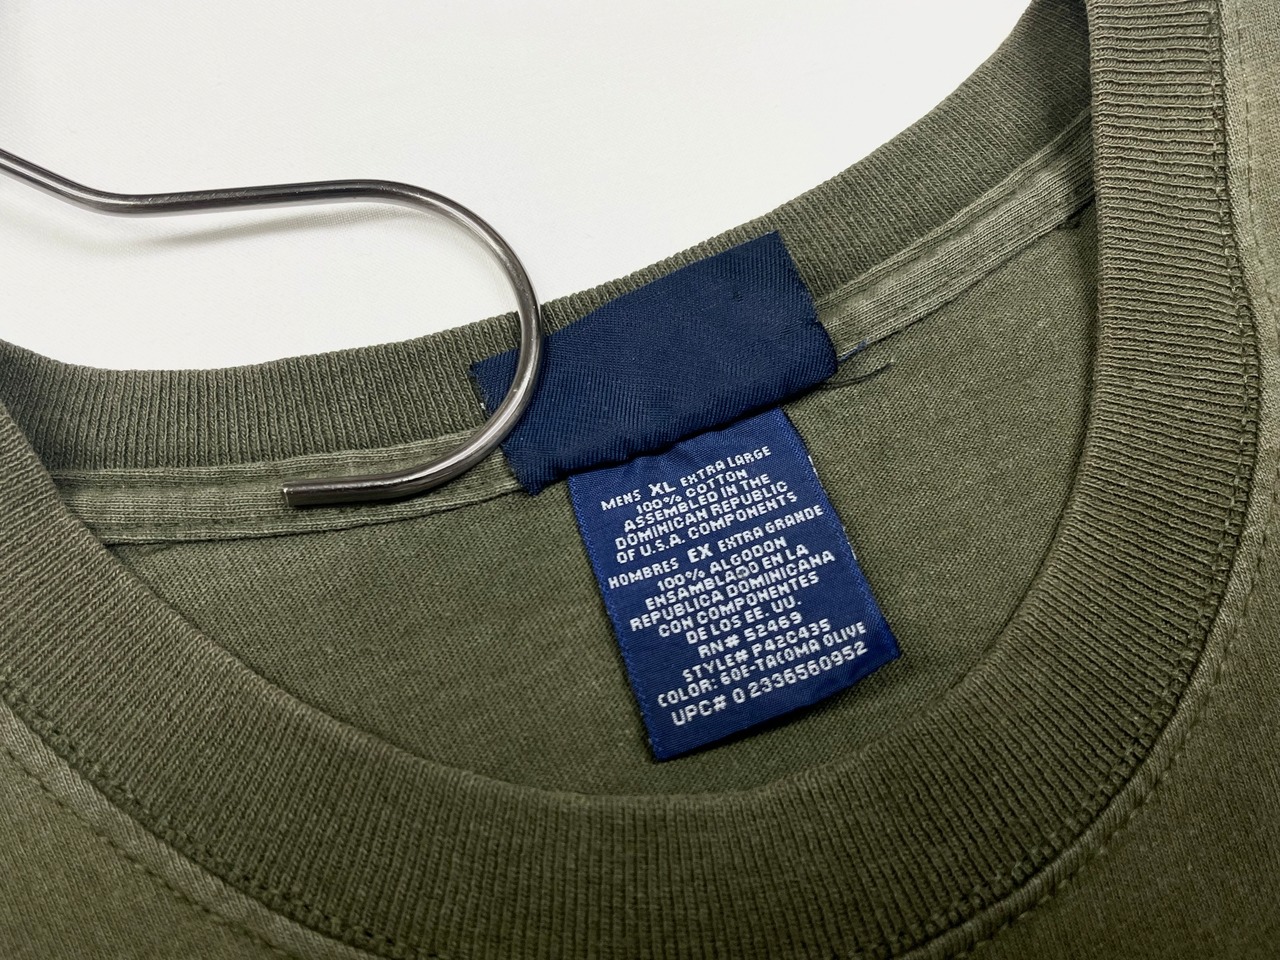 MENS XL EXTRA LARGE
100% COTTON
ASSEMBLED IN THE
DOMINICAN REPUBLIC
OF U.S.A. COMPONENTS
HOMBRES EX EXTRA GRANDE
100% ALGODON
ENSAMBLADO EN LA
REPUBLICA DOMINICANA
CON COMPONENTES
DE LOS EE. UU.
RN# 52469
STYLE# P42C435
COLOR: 60E-TACOMA OLIVE
UPC# 0 2336560952